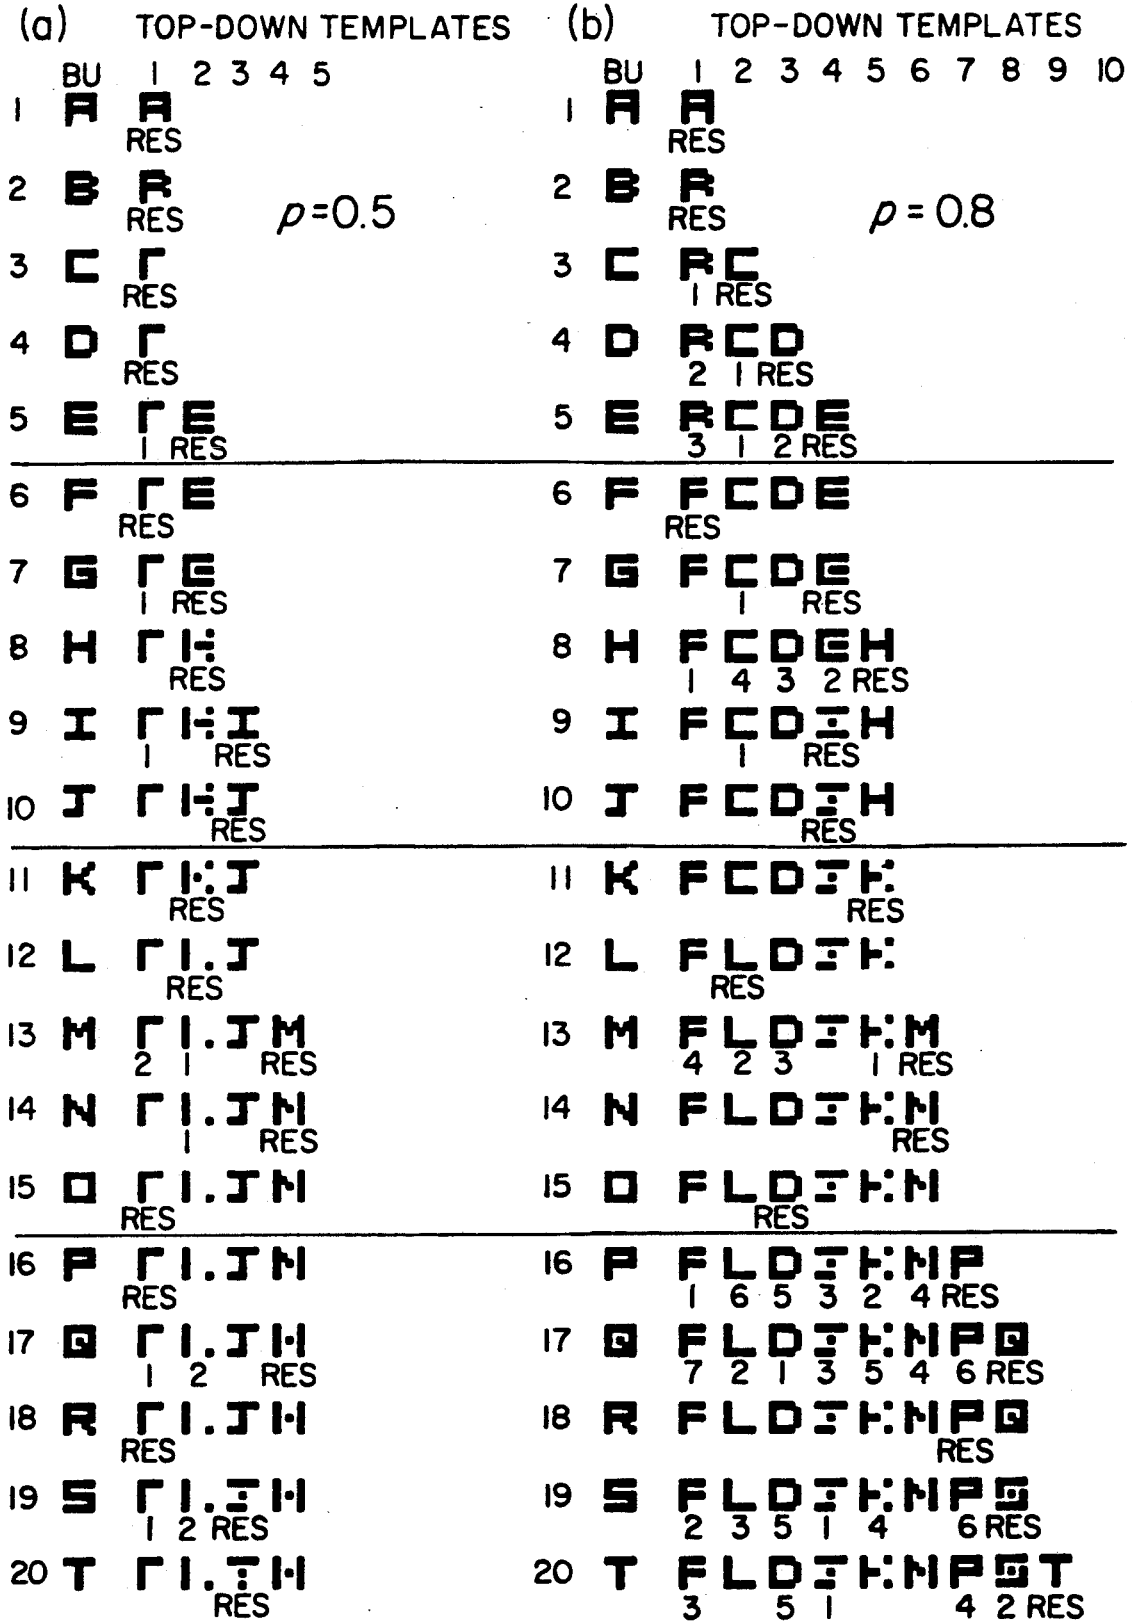 (a) TOP-DOWN TEMPLATES (b) TOP-DOWN TEMPLATES
BU 1 2 3 4 5 BU 1 2 3 4 5 6 7 8 9 10
1 A A 1 A A
RES RES
2 B R 2 B R
RES p=0.5 RES p=0.8
3 C Γ 3 C R C
RES 1 RES
4 D Γ 4 D R C D
RES 2 1 RES
5 E Γ E 5 E R C D E
1 RES 3 1 2 RES
6 F Γ E 6 F F C D E
RES RES
7 G Γ E 7 G F C D E
1 RES 1 RES
8 H Γ 8 H F C D E H
RES 1 4 3 2 RES
9 I Γ I 9 I F C D H
1 RES 1 RES
10 J Γ J 10 J F C D H
RES RES
11 K Γ J 11 K F C D
RES RES
12 L Γ J 12 L F L D
RES RES
13 M Γ J M 13 M F L D M
2 1 RES 4 2 3 1 RES
14 N Γ J N 14 N F L D N
1 RES RES
15 O Γ J N 15 O F L D N
RES RES
16 P Γ J N 16 P F L D N P
RES 1 6 5 3 2 4 RES
17 Q Γ J 17 Q F L D N P Q
1 2 RES 7 2 1 3 5 4 6 RES
18 R Γ J 18 R F L D N P Q
RES RES
19 S Γ 19 S F L D N P
1 2 RES 2 3 5 1 4 6 RES
20 T Γ 20 T F L D N P T
RES 3 5 1 4 2 RES